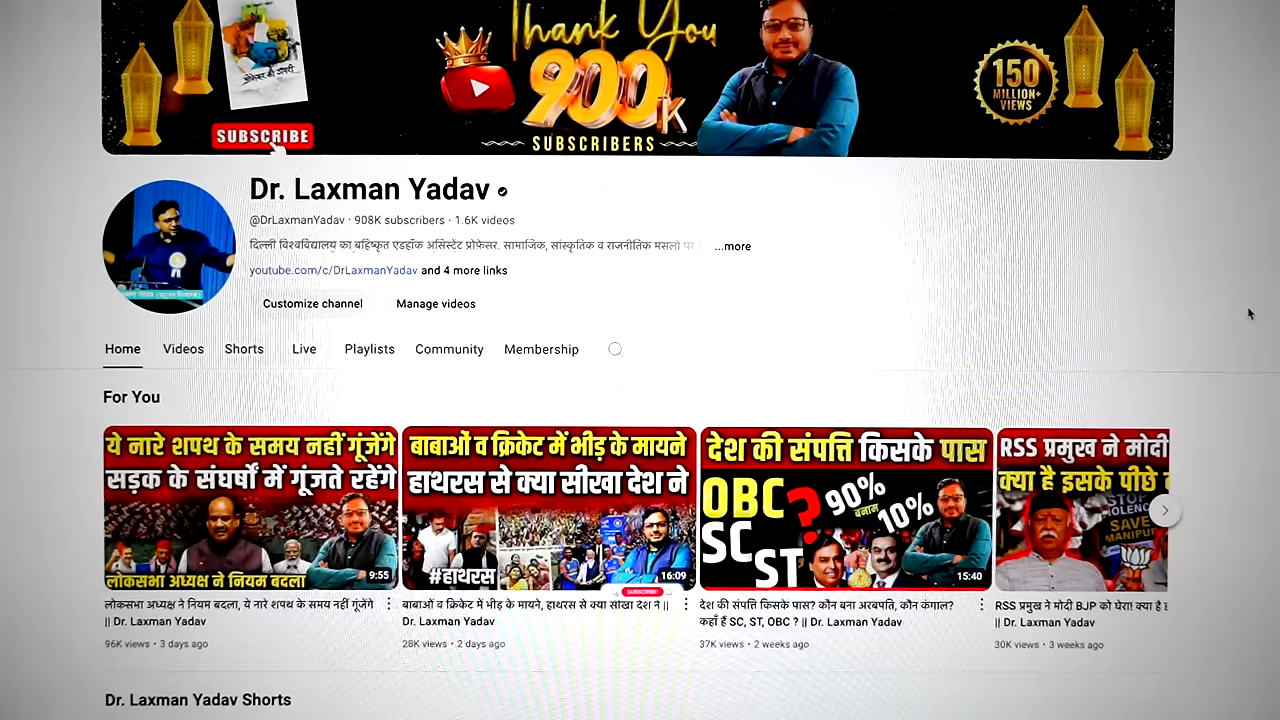 Thank You
900K
SUBSCRIBERS
150
MILLION+
VIEWS
SUBSCRIBE
Dr. Laxman Yadav
@DrLaxmanYadav · 908K subscribers · 1.6K videos
दिल्ली विश्वविद्यालय का बहिष्कृत एडहॉक असिस्टेंट प्रोफेसर. सामाजिक, सांस्कृतिक व राजनीतिक मसलों पर ...more
youtube.com/c/DrLaxmanYadav and 4 more links
Customize channel Manage videos
Home Videos Shorts Live Playlists Community Membership
For You
ये नारे शपथ के समय नहीं गूंजेंगे
सड़क के संघर्षों में गूंजते रहेंगे
लोकसभा अध्यक्ष ने नियम बदला
9:55
बाबाओं व क्रिकेट में भीड़ के मायने
हाथरस से क्या सीखा देश ने
#हाथरस
16:09
SUBSCRIBE
देश की संपत्ति किसके पास
OBC
SC
ST
?
90%
बनाम
10%
15:40
RSS प्रमुख ने मोदी
क्या है इसके पीछे
STOP
VIOLENC
SAVE
MANIPUR
लोकसभा अध्यक्ष ने नियम बदला, ये नारे शपथ के समय नहीं गूंजेंगे
|| Dr. Laxman Yadav
96K views · 3 days ago
बाबाओं व क्रिकेट में भीड़ के मायने, हाथरस से क्या सीखा देश ने ||
Dr. Laxman Yadav
28K views · 2 days ago
देश की संपत्ति किसके पास? कौन बना अरबपति, कौन कंगाल?
कहाँ हैं SC, ST, OBC ? || Dr. Laxman Yadav
37K views · 2 weeks ago
RSS प्रमुख ने मोदी BJP को घेरा! क्या है
|| Dr. Laxman Yadav
30K views · 3 weeks ago
Dr. Laxman Yadav Shorts